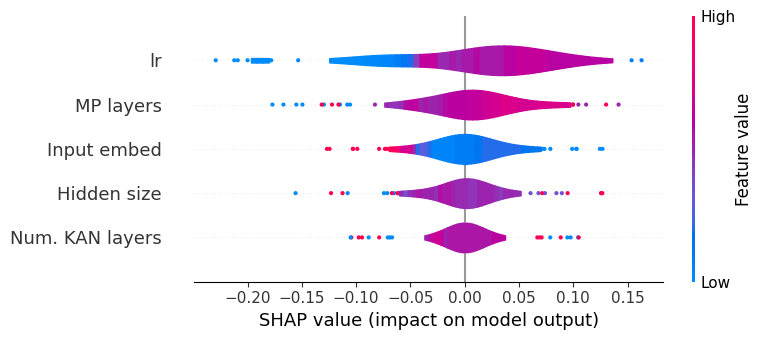 High
lr
MP layers
Input embed
Hidden size
Num. KAN layers
Feature value
Low
−0.20 −0.15 −0.10 −0.05 0.00 0.05 0.10 0.15
SHAP value (impact on model output)